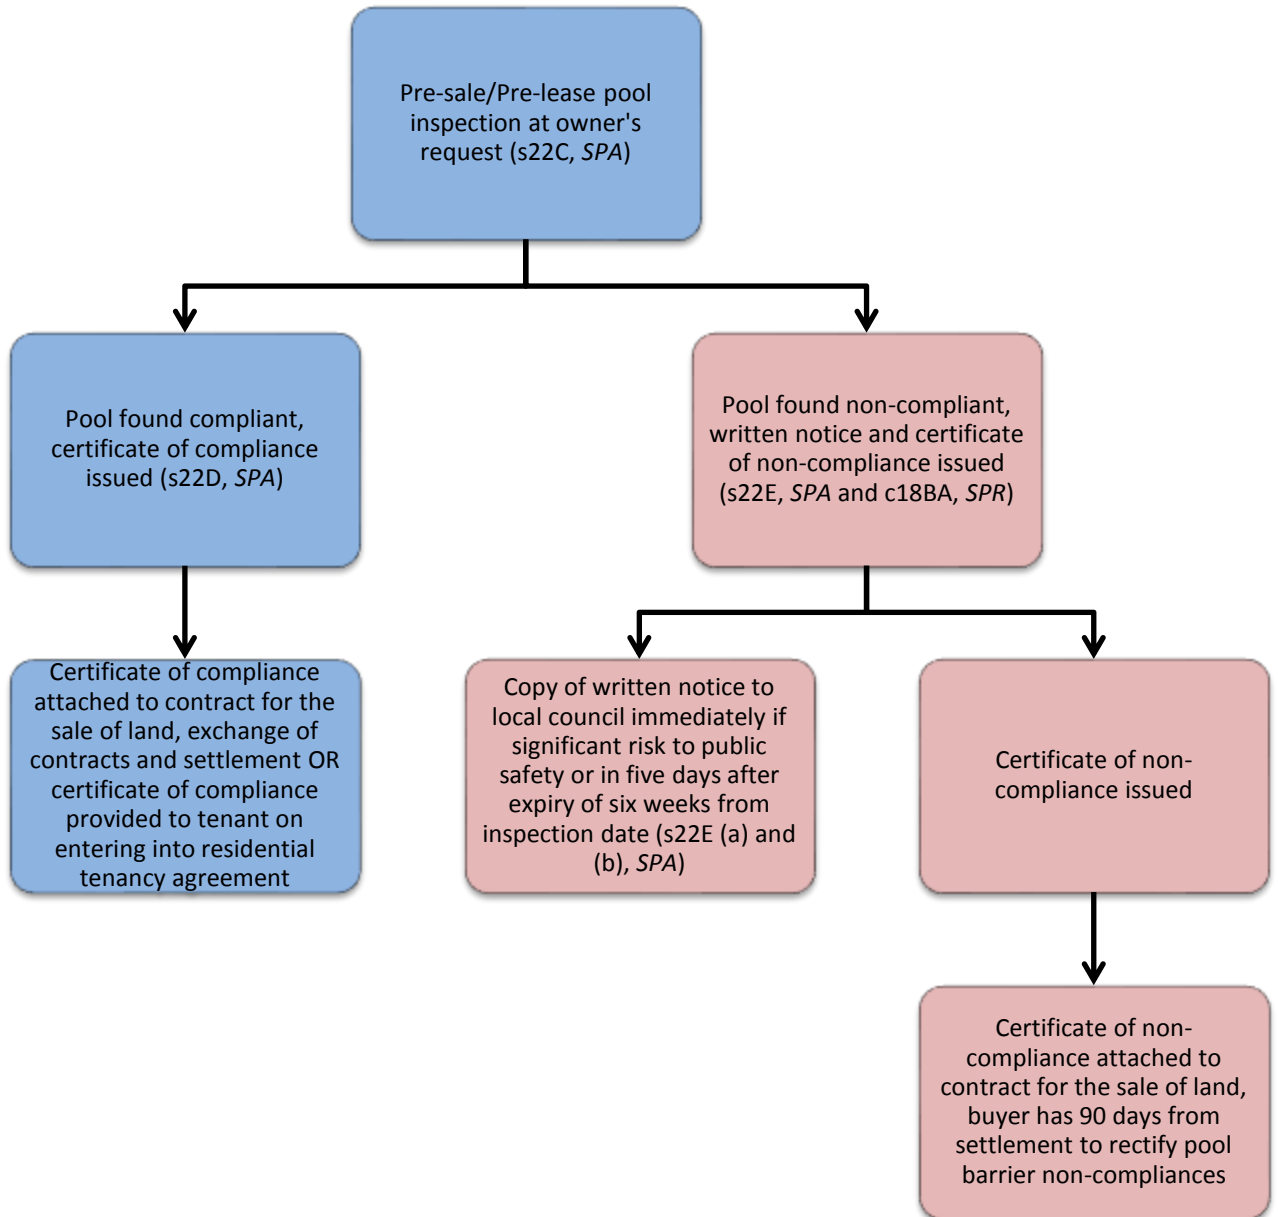 Pre-sale/Pre-lease pool
inspection at owner's
request (s22C, SPA)
Pool found compliant,
certificate of compliance
issued (s22D, SPA)
Pool found non-compliant,
written notice and certificate
of non-compliance issued
(s22E, SPA and c18BA, SPR)
Certificate of compliance
attached to contract for the
sale of land, exchange of
contracts and settlement OR
certificate of compliance
provided to tenant on
entering into residential
tenancy agreement
Copy of written notice to
local council immediately if
significant risk to public
safety or in five days after
expiry of six weeks from
inspection date (s22E (a) and
(b), SPA)
Certificate of non-
compliance issued
Certificate of non-
compliance attached to
contract for the sale of land,
buyer has 90 days from
settlement to rectify pool
barrier non-compliances